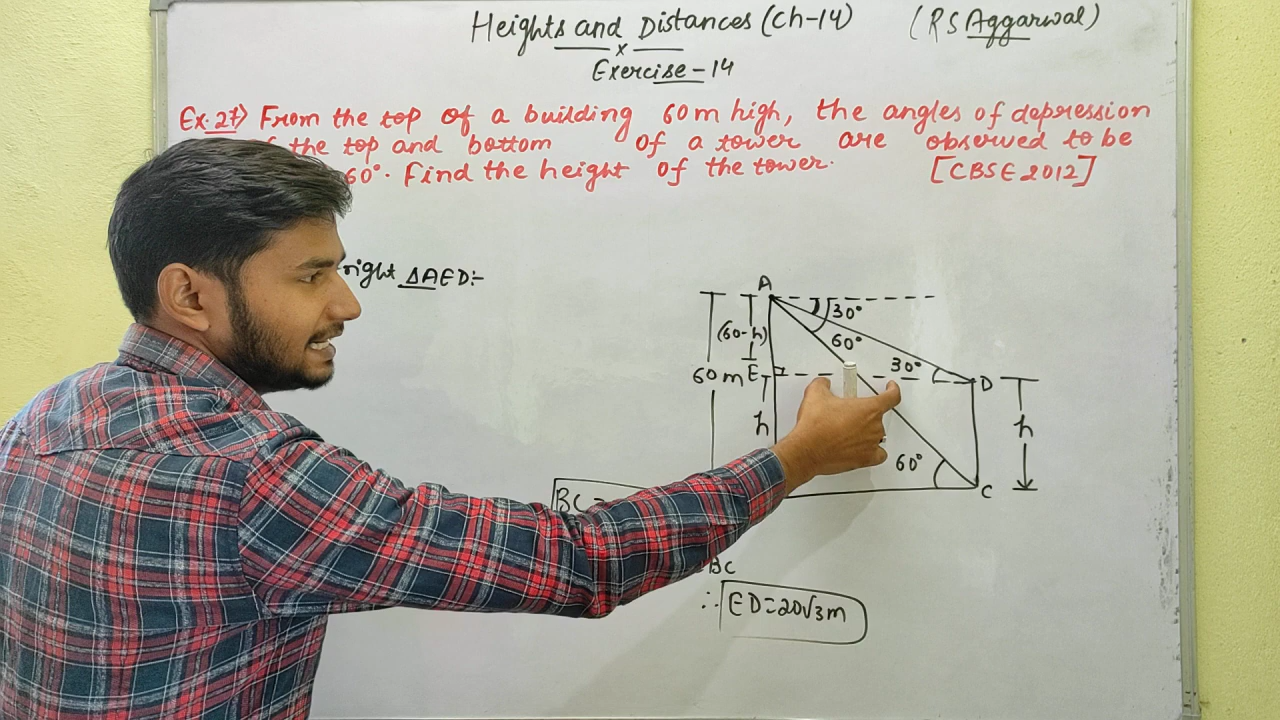 Heights and Distances (Ch-14) (RS Aggarwal)
x
Exercise-14
Ex.27) From the top of a building 60m high, the angles of depression
the top and bottom of a tower are observed to be
60°. Find the height of the tower. [CBSE 2012]
right ΔAED:-
A
30°
(60-h)
60°
30°
60m E D
h h
60°
C
BC=
BC
∴ ED=20√3m